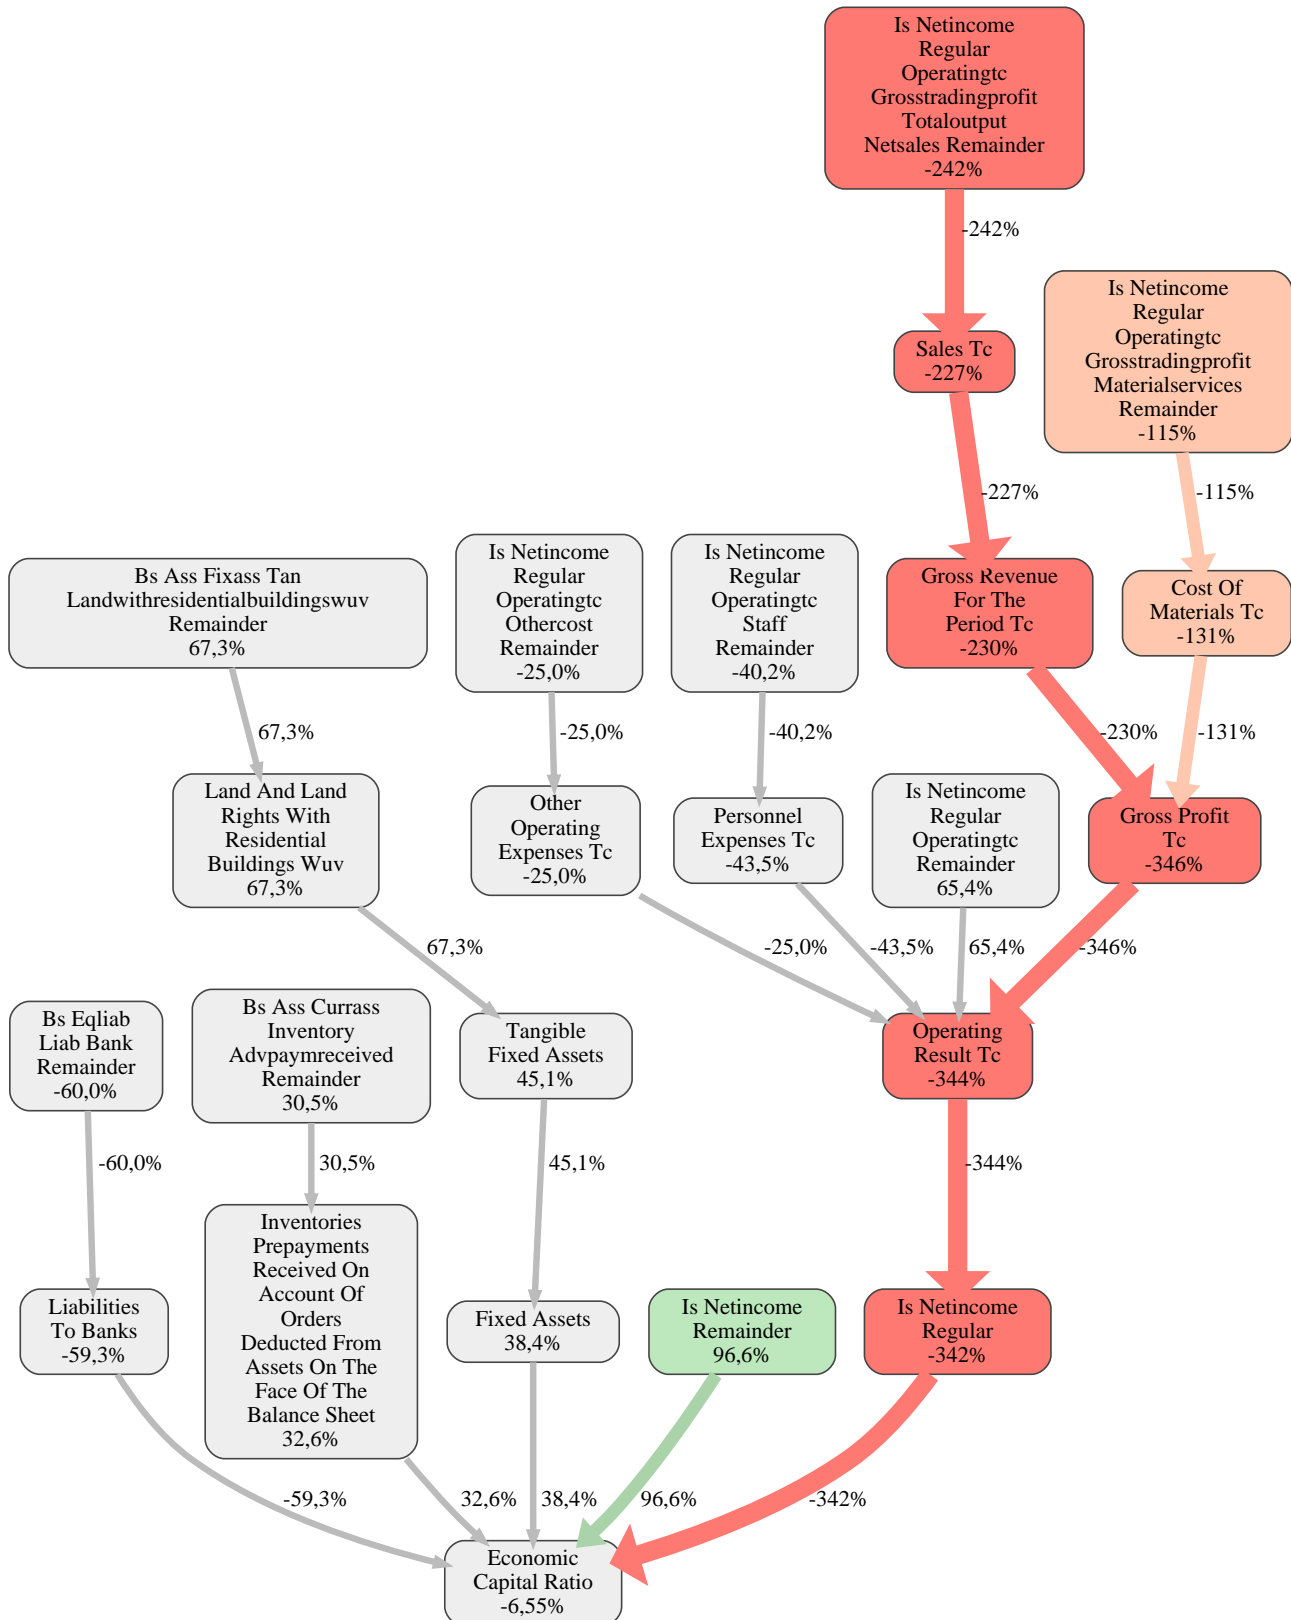 Is Netincome
Regular
Operatingtc
Grosstradingprofit
Totaloutput
Netsales Remainder
-242%
-242%
Is Netincome
Regular
Operatingtc
Grosstradingprofit
Materialservices
Remainder
-115%
Sales Tc
-227%
-227%
-115%
Bs Ass Fixass Tan
Landwithresidentialbuildingswuv
Remainder
67,3%
Is Netincome
Regular
Operatingtc
Othercost
Remainder
-25,0%
Is Netincome
Regular
Operatingtc
Staff
Remainder
-40,2%
Gross Revenue
For The
Period Tc
-230%
Cost Of
Materials Tc
-131%
67,3%
-25,0%
-40,2%
-230%
-131%
Land And Land
Rights With
Residential
Buildings Wuv
67,3%
Other
Operating
Expenses Tc
-25,0%
Personnel
Expenses Tc
-43,5%
Is Netincome
Regular
Operatingtc
Remainder
65,4%
Gross Profit
Tc
-346%
67,3%
-25,0%
-43,5%
65,4%
-346%
Bs Eqliab
Liab Bank
Remainder
-60,0%
Bs Ass Currass
Inventory
Advpaymreceived
Remainder
30,5%
Tangible
Fixed Assets
45,1%
Operating
Result Tc
-344%
-60,0%
30,5%
45,1%
-344%
Liabilities
To Banks
-59,3%
Inventories
Prepayments
Received On
Account Of
Orders
Deducted From
Assets On The
Face Of The
Balance Sheet
32,6%
Fixed Assets
38,4%
Is Netincome
Remainder
96,6%
Is Netincome
Regular
-342%
-59,3%
32,6%
38,4%
96,6%
-342%
Economic
Capital Ratio
-6,55%